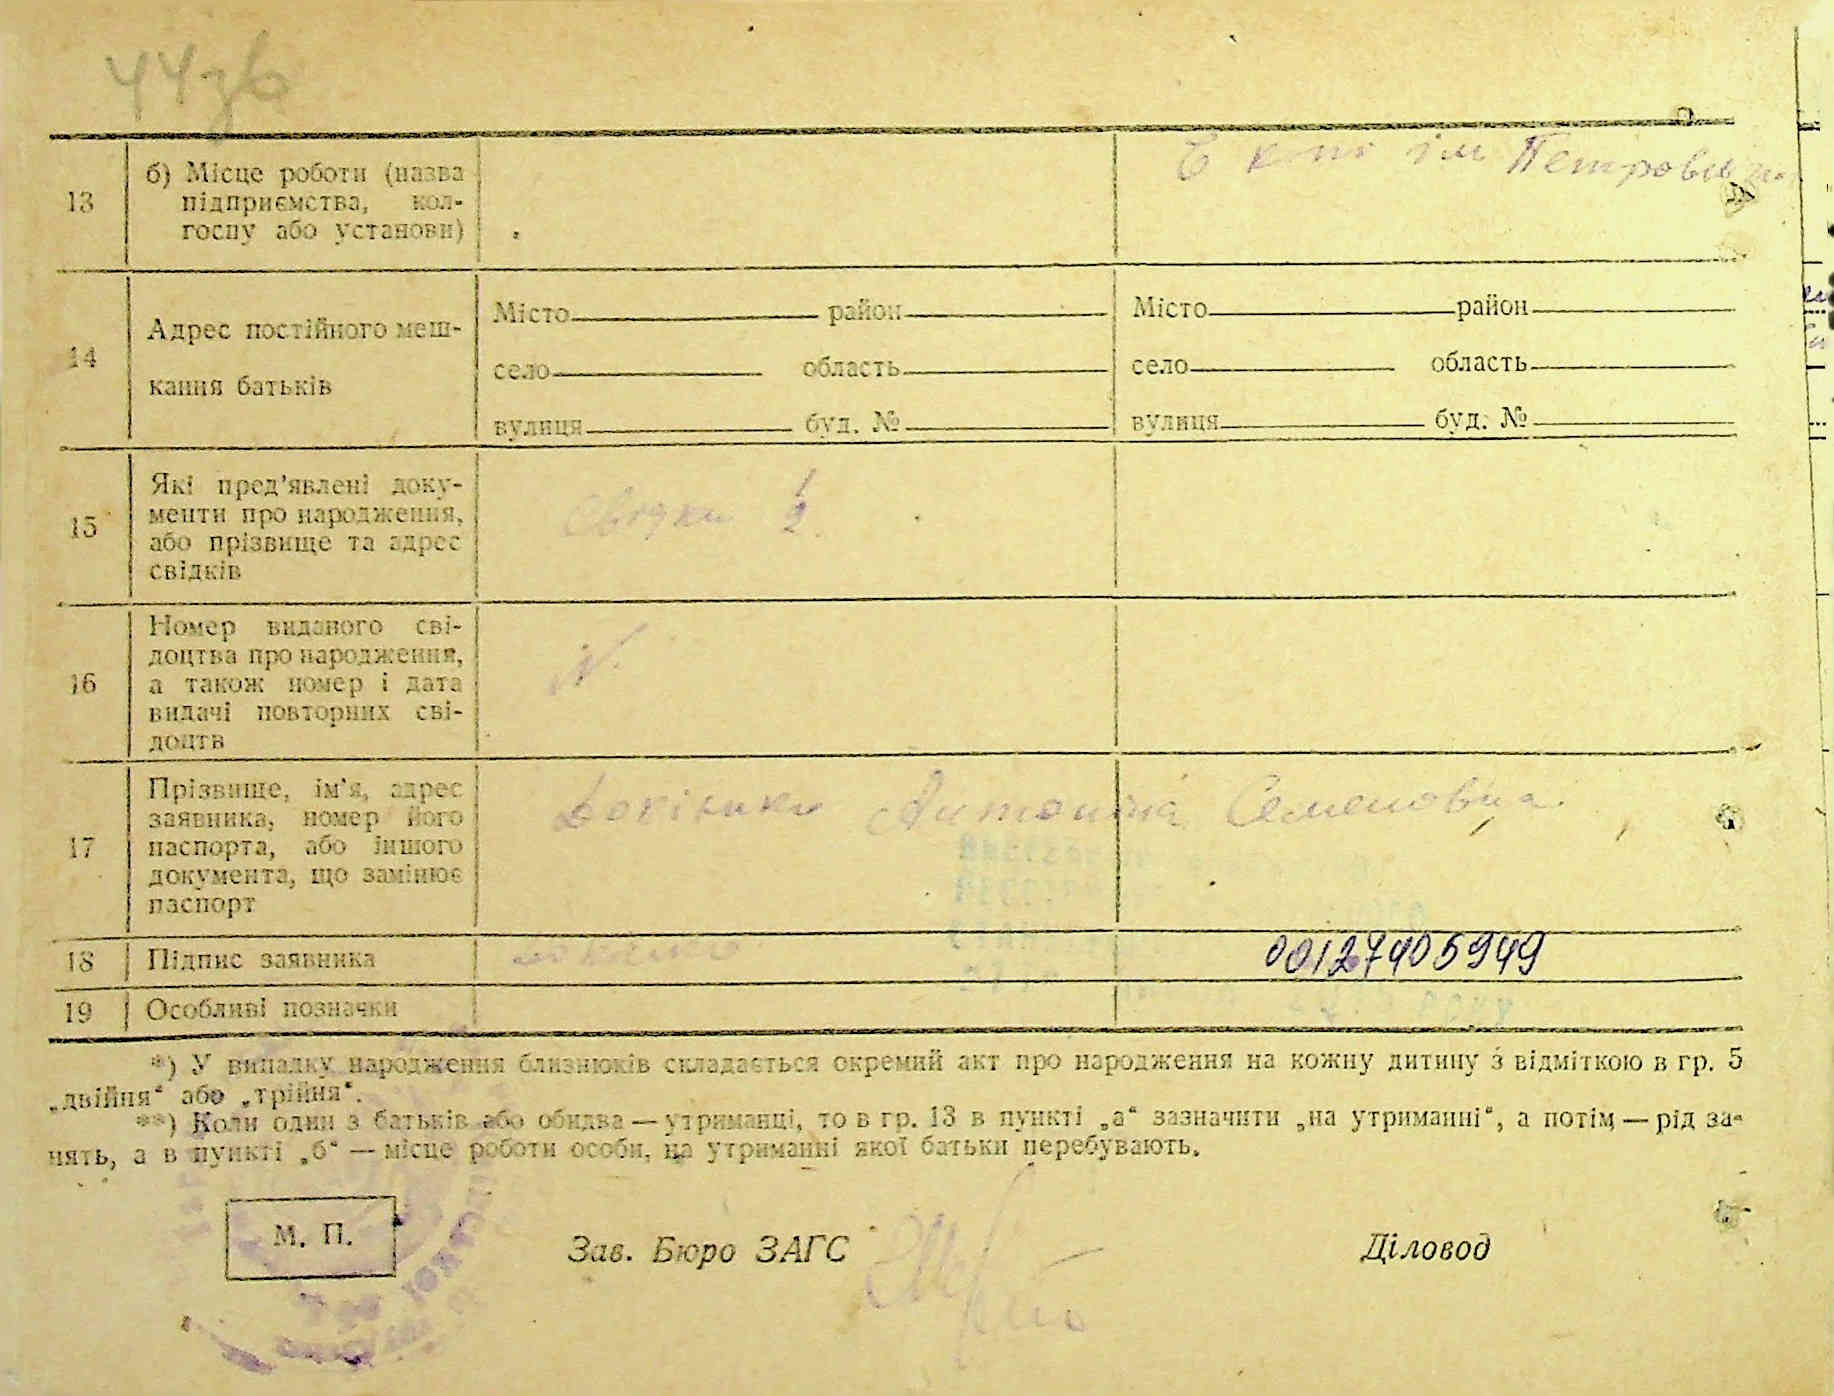 44зв
13
б) Місце роботи (назва
підприємства, кол-
госпу або установи)
ім Петровсь
14
Адрес постійного меш-
кання батьків
Місто район
село область
вулиця буд. №
Місто район
село область
вулиця буд. №
15
Які пред'явлені доку-
менти про народження,
або прізвище та адрес
свідків
Свідки 1
2.
16
Номер виданого сві-
доцтва про народження,
а також номер і дата
видачі повторних сві-
доцтв
N.
17
Прізвище, ім'я, адрес
заявника, номер його
паспорта, або іншого
документа, що замінює
паспорт
Антоніна Семеновна.
18
Підпис заявника
00127405949
19
Особливі позначки
*) У випадку народження близнюків складається окремий акт про народження на кожну дитину з відміткою в гр. 5
„двійня“ або „трійня“.
**) Коли один з батьків або обидва — утриманці, то в гр. 13 в пункті „а“ зазначити „на утриманні“, а потім — рід за-
нять, а в пункті „б“ — місце роботи особи, на утриманні якої батьки перебувають.
М. П.
Зав. Бюро ЗАГС
Діловод